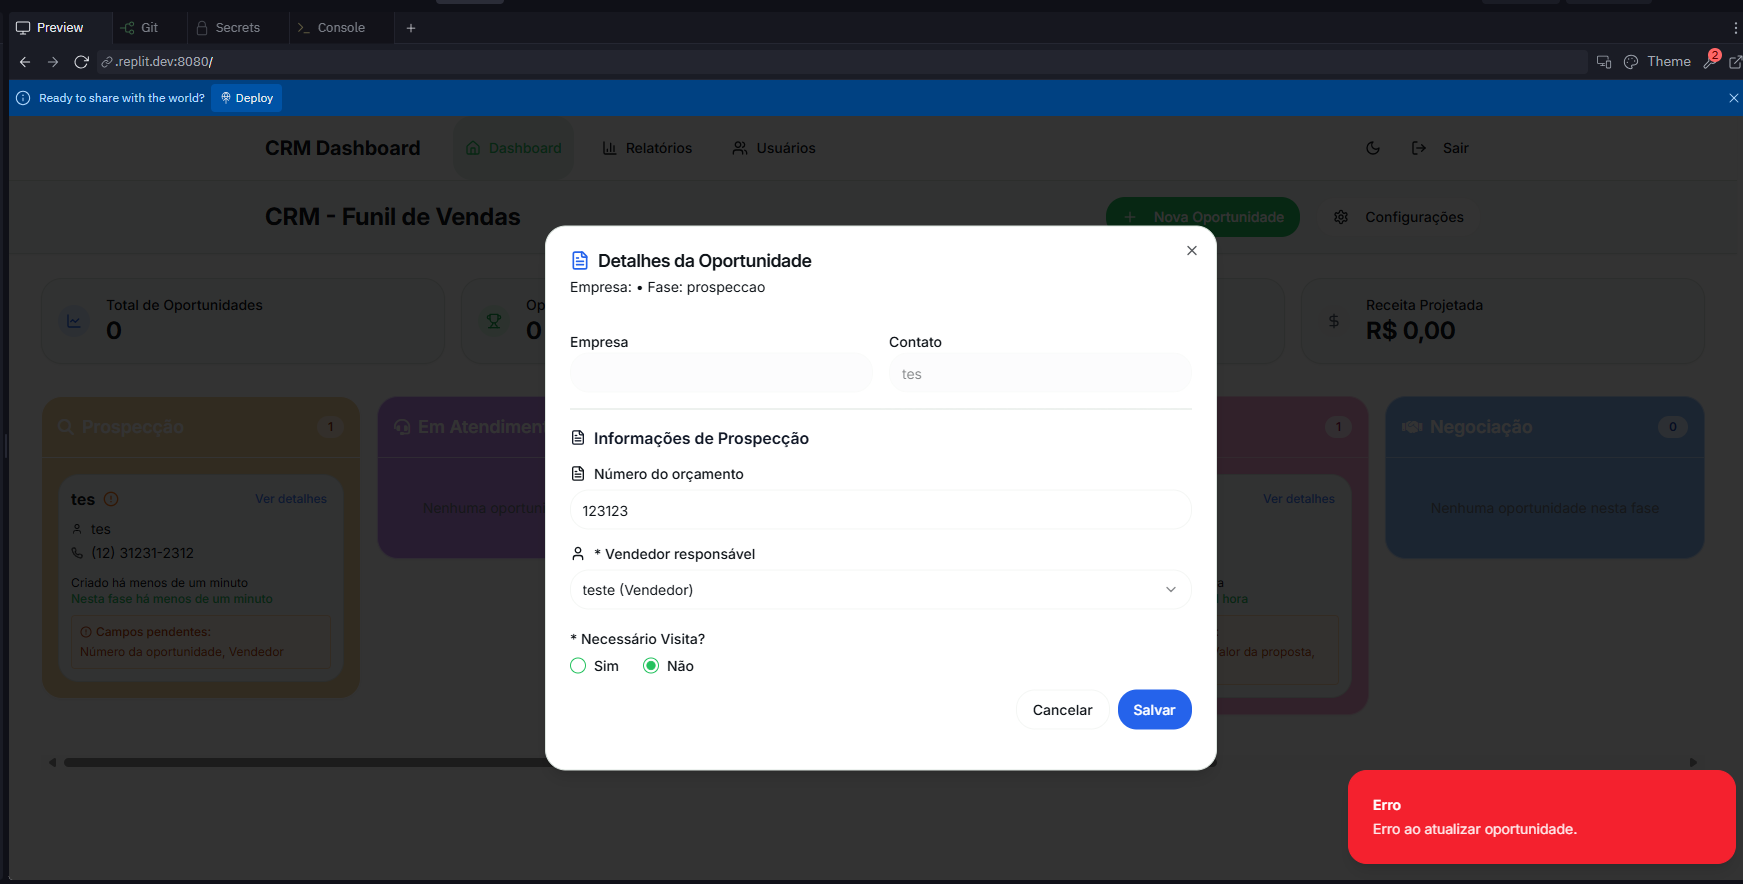 Preview
Git
Secrets
Console
.replit.dev:8080/
Theme
2
Ready to share with the world?
Deploy
CRM Dashboard
Dashboard
Relatórios
Usuários
Sair
CRM - Funil de Vendas
Nova Oportunidade
Configurações
Total de Oportunidades
0
Op
0
Receita Projetada
R$ 0,00
Prospecção
1
tes
Ver detalhes
tes
(12) 31231-2312
Criado há menos de um minuto
Nesta fase há menos de um minuto
Campos pendentes:
Número da oportunidade, Vendedor
Em Atendimen
Nenhuma oportun
Detalhes da Oportunidade
Empresa: • Fase: prospeccao
Empresa
Contato
tes
Informações de Prospecção
Número do orçamento
123123
* Vendedor responsável
teste (Vendedor)
* Necessário Visita?
Sim
Não
Cancelar
Salvar
1
Ver detalhes
a
hora
alor da proposta,
Negociação
0
Nenhuma oportunidade nesta fase
Erro
Erro ao atualizar oportunidade.